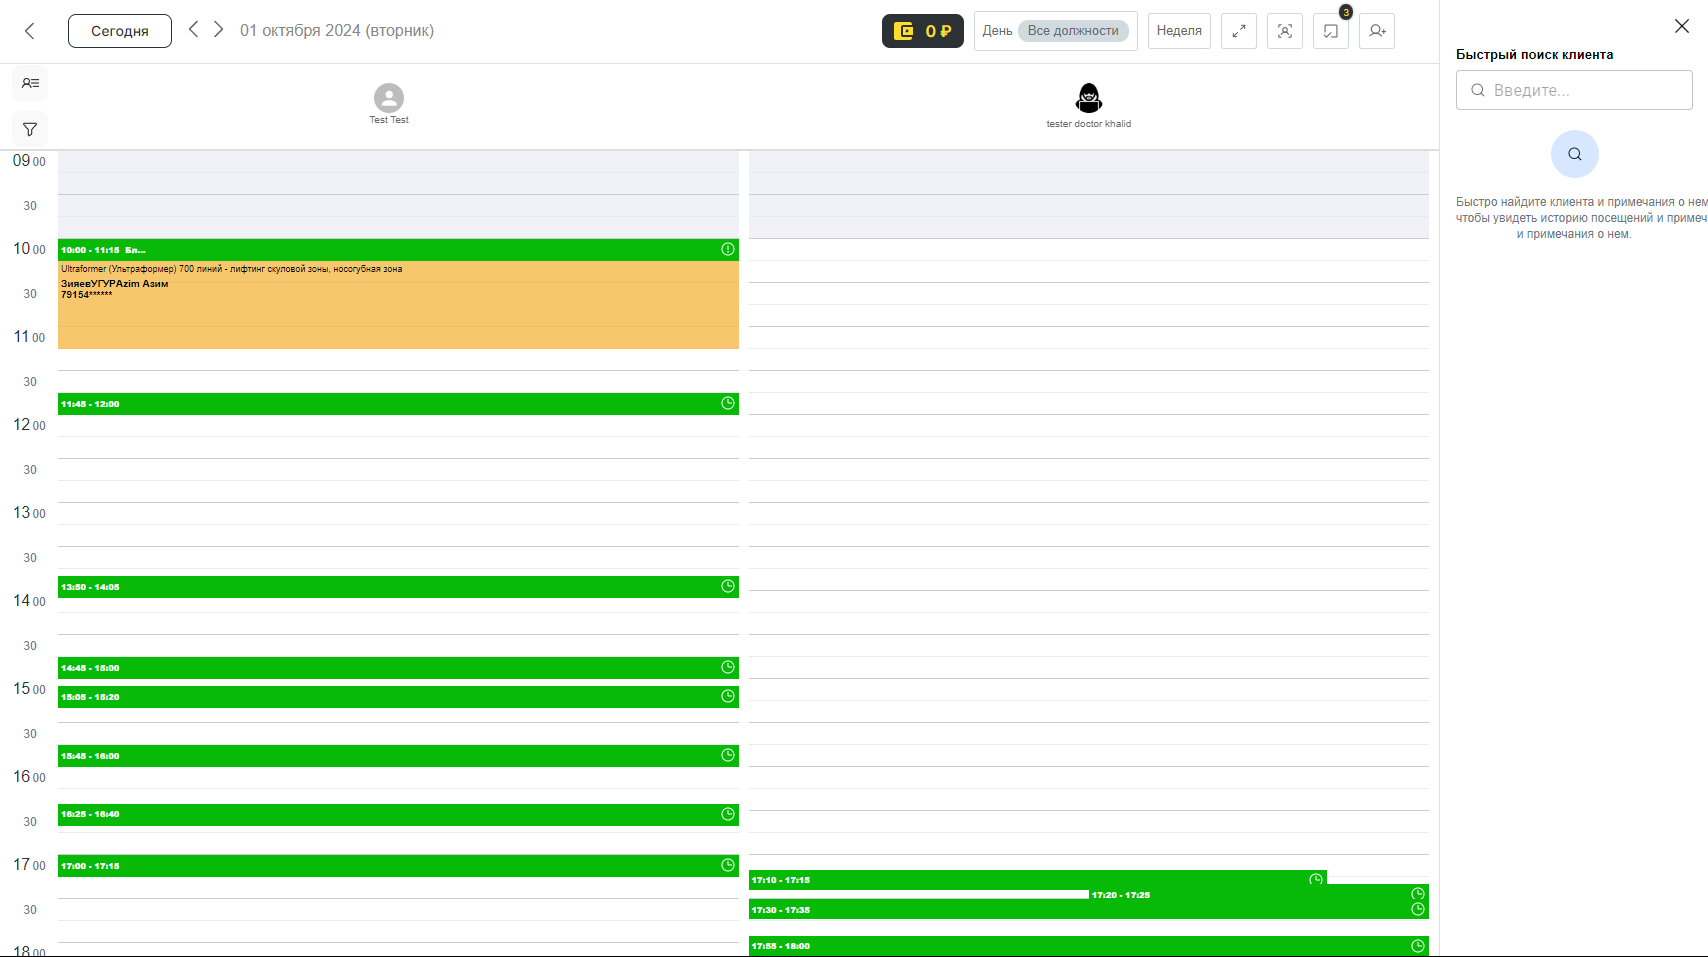 Сегодня
01 октября 2024 (вторник)
0 ₽
День Все должности
Неделя
3
Test Test
tester doctor khalid
09 00
30
10 00
30
11 00
30
12 00
30
13 00
30
14 00
30
15 00
30
16 00
30
17 00
30
18 00
10:00 - 11:15 Бл...
Ultraformer (Ультраформер) 700 линий - лифтинг скуловой зоны, носогубная зона
ЗияевУГУРAzim Азим
79154******
11:45 - 12:00
13:50 - 14:05
14:45 - 15:00
15:05 - 15:20
15:45 - 16:00
16:25 - 16:40
17:00 - 17:15
17:10 - 17:15
17:20 - 17:25
17:30 - 17:35
17:55 - 18:00
Быстрый поиск клиента
Введите...
Быстро найдите клиента и примечания о нем
чтобы увидеть историю посещений и примеч
и примечания о нем.